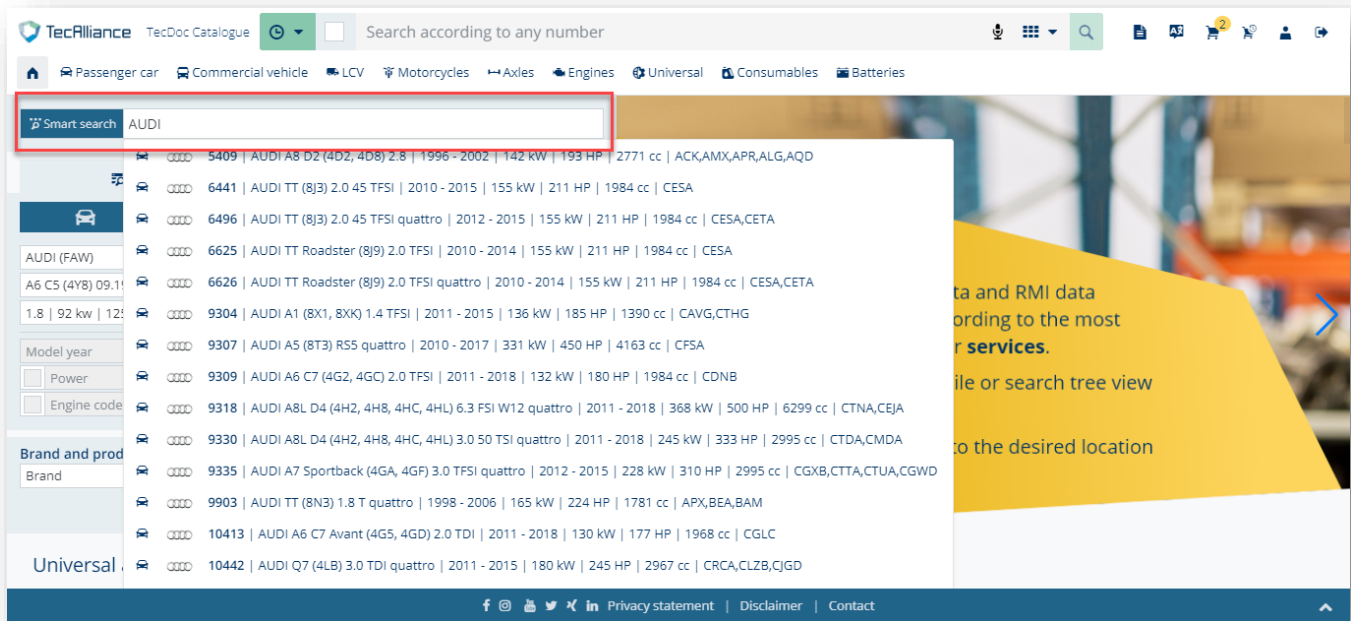 TecAlliance TecDoc Catalogue Search according to any number 2
Passenger car Commercial vehicle LCV Motorcycles Axles Engines Universal Consumables Batteries
Smart search AUDI
5409 | AUDI A8 D2 (4D2, 4D8) 2.8 | 1996 - 2002 | 142 kW | 193 HP | 2771 cc | ACK,AMX,APR,ALG,AQD
6441 | AUDI TT (8J3) 2.0 45 TFSI | 2010 - 2015 | 155 kW | 211 HP | 1984 cc | CESA
6496 | AUDI TT (8J3) 2.0 45 TFSI quattro | 2012 - 2015 | 155 kW | 211 HP | 1984 cc | CESA,CETA
6625 | AUDI TT Roadster (8J9) 2.0 TFSI | 2010 - 2014 | 155 kW | 211 HP | 1984 cc | CESA
6626 | AUDI TT Roadster (8J9) 2.0 TFSI quattro | 2010 - 2014 | 155 kW | 211 HP | 1984 cc | CESA,CETA
9304 | AUDI A1 (8X1, 8XK) 1.4 TFSI | 2011 - 2015 | 136 kW | 185 HP | 1390 cc | CAVG,CTHG
9307 | AUDI A5 (8T3) RS5 quattro | 2010 - 2017 | 331 kW | 450 HP | 4163 cc | CFSA
9309 | AUDI A6 C7 (4G2, 4GC) 2.0 TFSI | 2011 - 2018 | 132 kW | 180 HP | 1984 cc | CDNB
9318 | AUDI A8L D4 (4H2, 4H8, 4HC, 4HL) 6.3 FSI W12 quattro | 2011 - 2018 | 368 kW | 500 HP | 6299 cc | CTNA,CEJA
9330 | AUDI A8L D4 (4H2, 4H8, 4HC, 4HL) 3.0 50 TSI quattro | 2011 - 2018 | 245 kW | 333 HP | 2995 cc | CTDA,CMDA
9335 | AUDI A7 Sportback (4GA, 4GF) 3.0 TFSI quattro | 2012 - 2015 | 228 kW | 310 HP | 2995 cc | CGXB,CTTA,CTUA,CGWD
9903 | AUDI TT (8N3) 1.8 T quattro | 1998 - 2006 | 165 kW | 224 HP | 1781 cc | APX,BEA,BAM
10413 | AUDI A6 C7 Avant (4G5, 4GD) 2.0 TDI | 2011 - 2018 | 130 kW | 177 HP | 1968 cc | CGLC
10442 | AUDI Q7 (4LB) 3.0 TDI quattro | 2011 - 2015 | 180 kW | 245 HP | 2967 cc | CRCA,CLZB,CJGD
AUDI (FAW)
A6 C5 (4Y8) 09.19
1.8 | 92 kw | 125
Model year
Power
Engine code
Brand and prod
Brand
Universal
ta and RMI data
ording to the most
r services.
ile or search tree view
to the desired location
Privacy statement | Disclaimer | Contact